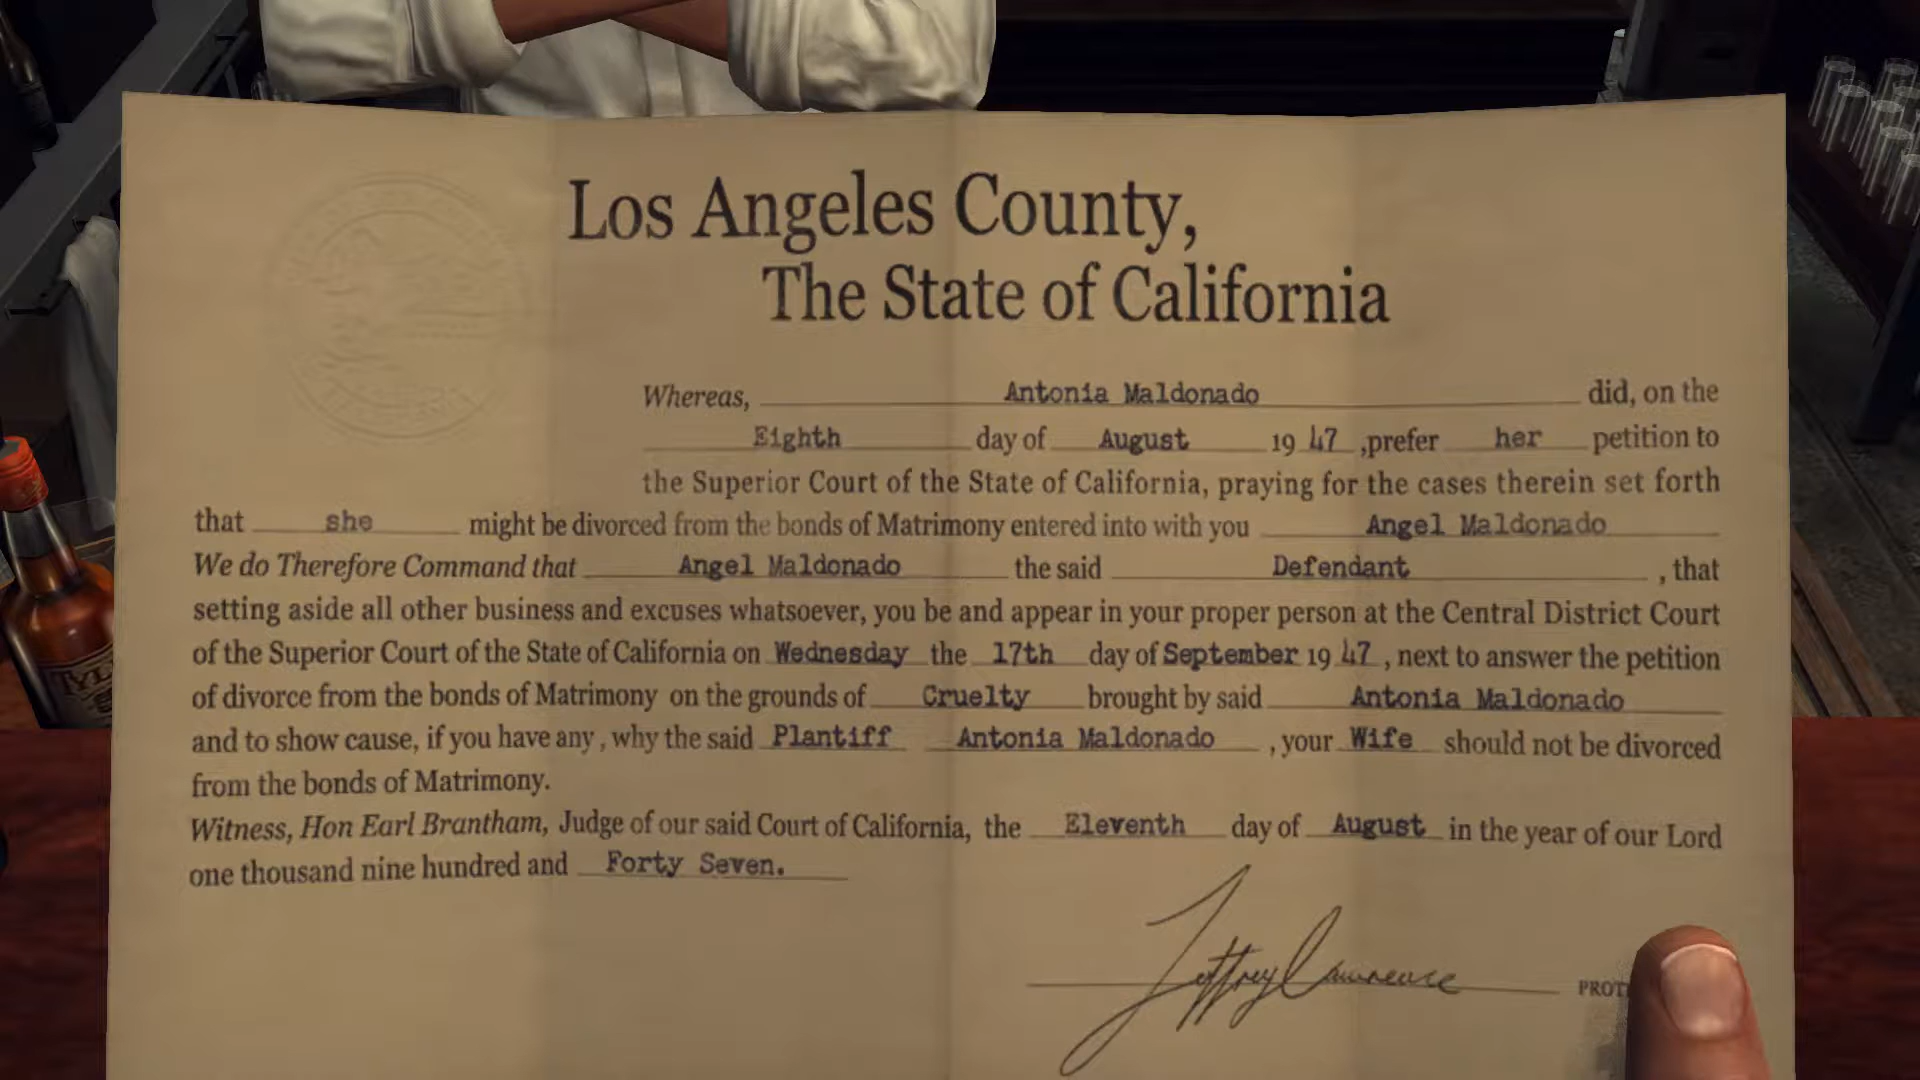 Los Angeles County,
The State of California
Whereas, Antonia Maldonado did, on the
Eighth day of August 19 47 ,prefer her petition to
the Superior Court of the State of California, praying for the cases therein set forth
that she might be divorced from the bonds of Matrimony entered into with you Angel Maldonado
We do Therefore Command that Angel Maldonado the said Defendant , that
setting aside all other business and excuses whatsoever, you be and appear in your proper person at the Central District Court
of the Superior Court of the State of California on Wednesday the 17th day of September 19 47 , next to answer the petition
of divorce from the bonds of Matrimony on the grounds of Cruelty brought by said Antonia Maldonado
and to show cause, if you have any , why the said Plantiff Antonia Maldonado , your Wife should not be divorced
from the bonds of Matrimony.
Witness, Hon Earl Brantham, Judge of our said Court of California, the Eleventh day of August in the year of our Lord
one thousand nine hundred and Forty Seven.
Jeffrey Lawrence